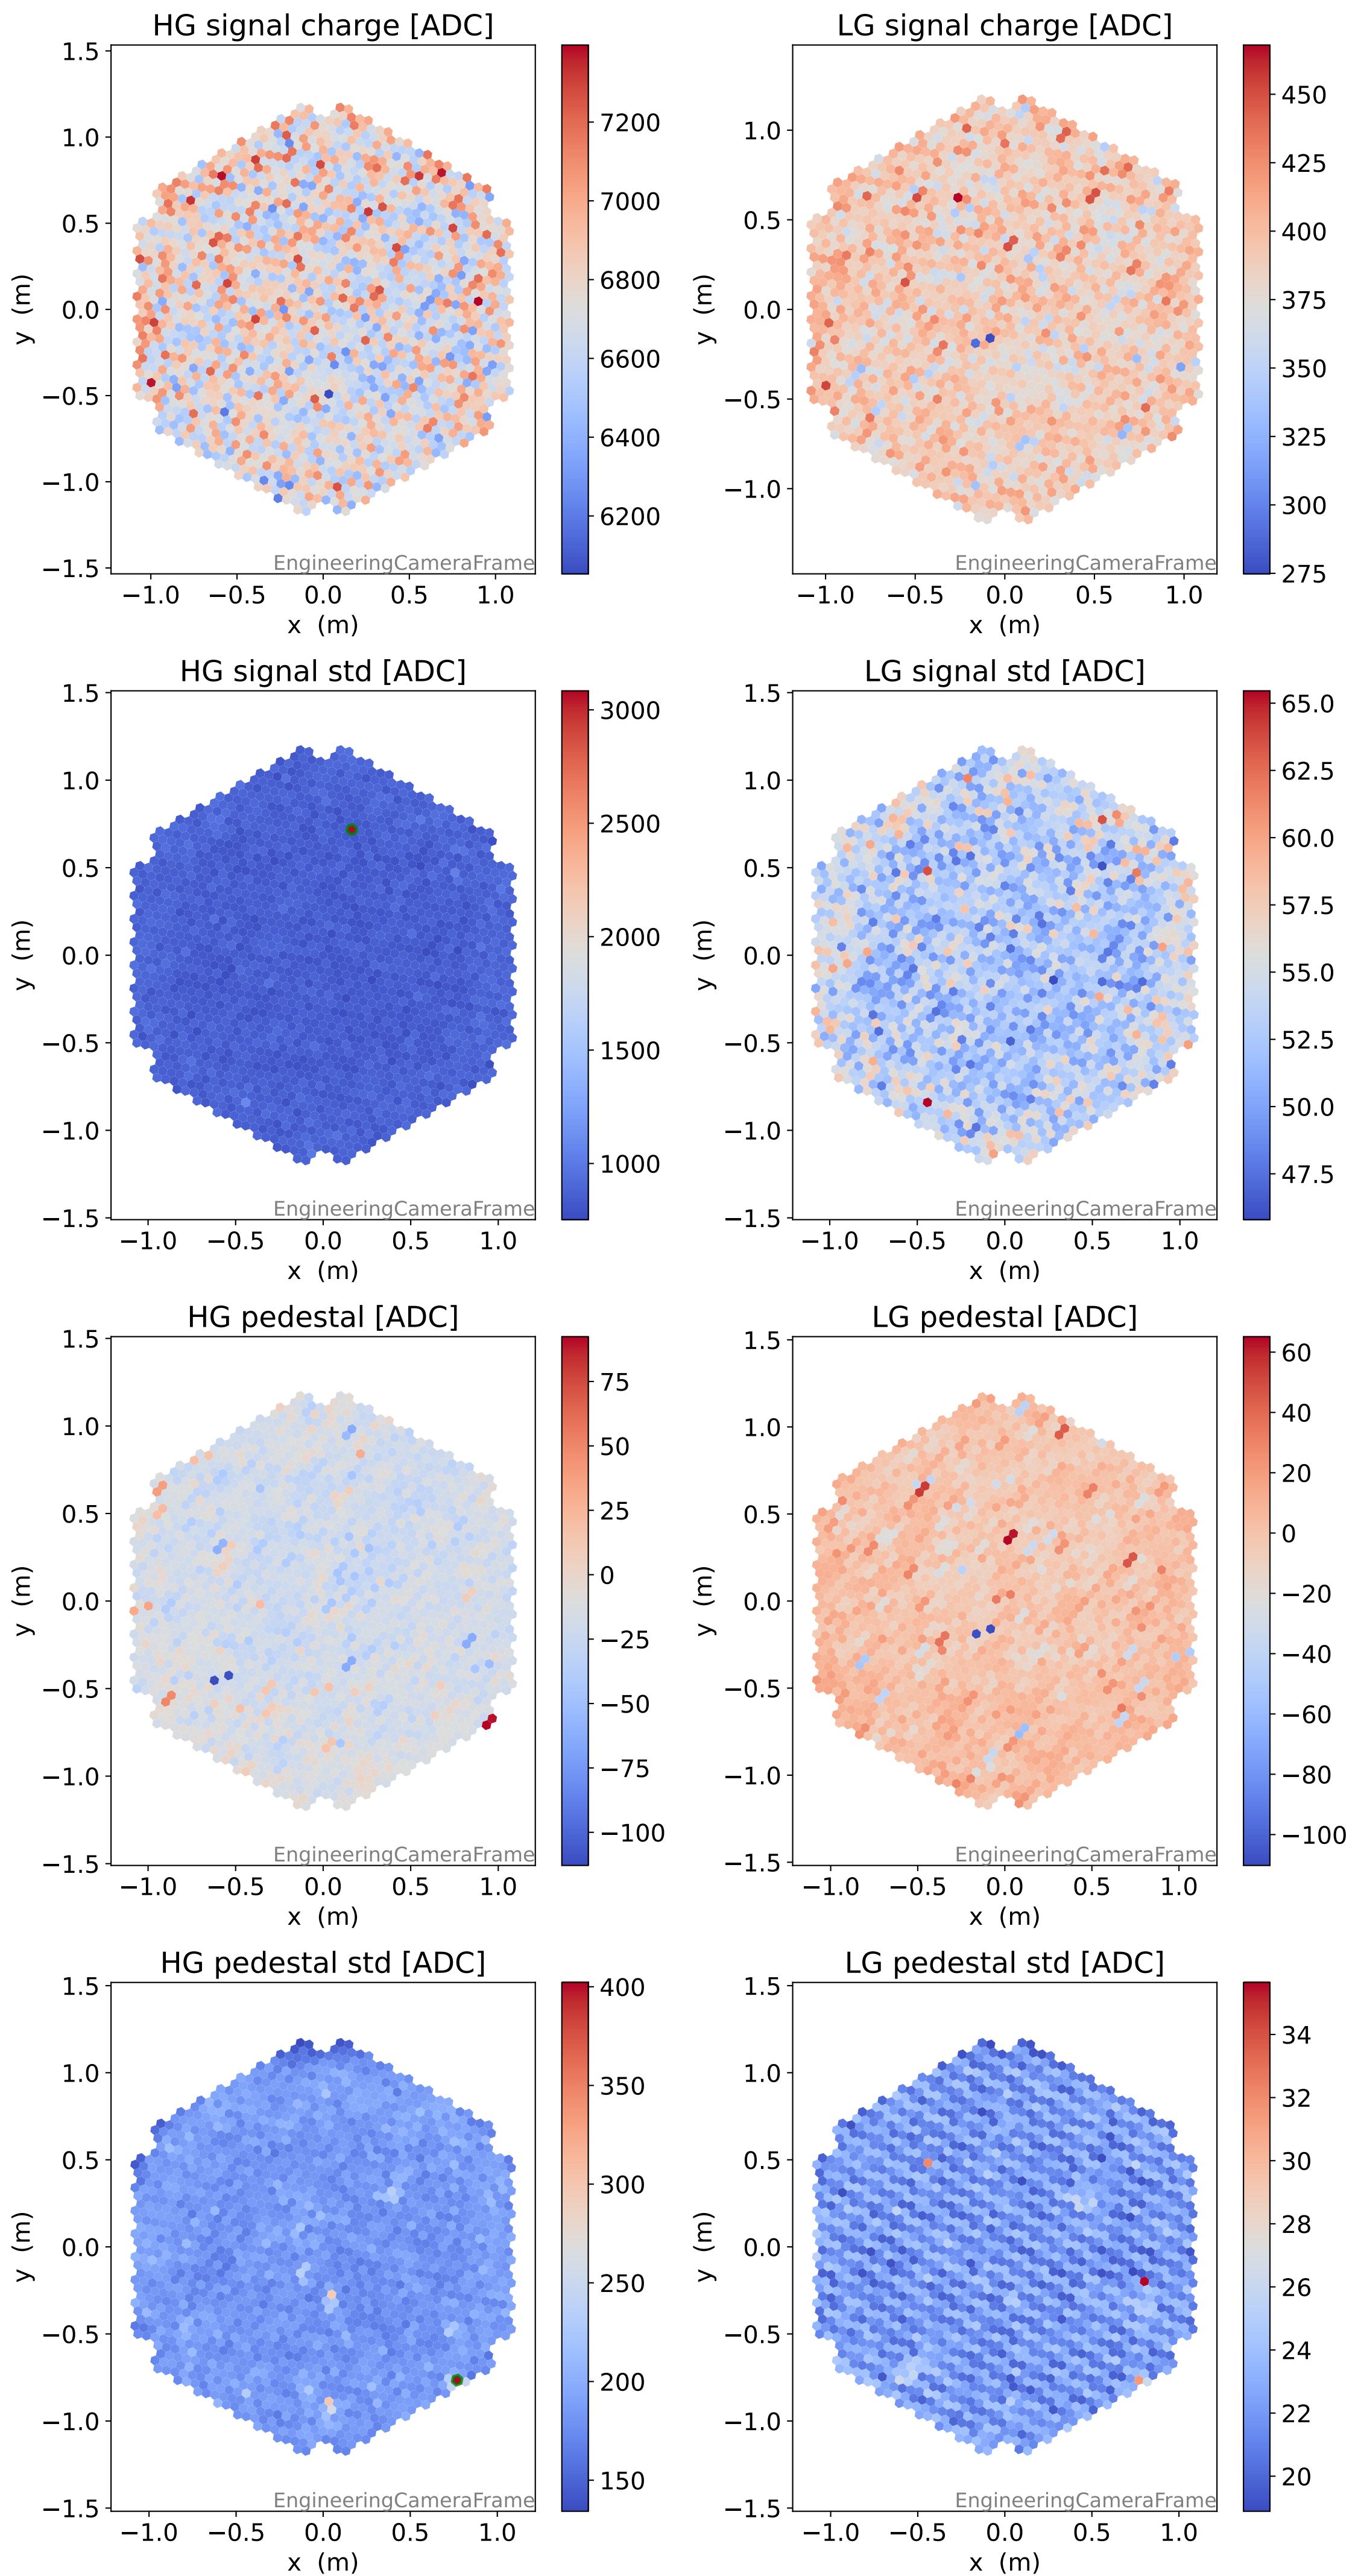 HG signal charge [ADC]
LG signal charge [ADC]
1.5
1.0
0.5
0.0
−0.5
−1.0
−1.5
y (m)
−1.0 −0.5 0.0 0.5 1.0
x (m)
EngineeringCameraFrame
7200
7000
6800
6600
6400
6200
1.0
0.5
0.0
−0.5
−1.0
y (m)
−1.0 −0.5 0.0 0.5 1.0
x (m)
EngineeringCameraFrame
450
425
400
375
350
325
300
275
HG signal std [ADC]
LG signal std [ADC]
1.5
1.0
0.5
0.0
−0.5
−1.0
−1.5
y (m)
−1.0 −0.5 0.0 0.5 1.0
x (m)
EngineeringCameraFrame
3000
2500
2000
1500
1000
1.5
1.0
0.5
0.0
−0.5
−1.0
−1.5
y (m)
−1.0 −0.5 0.0 0.5 1.0
x (m)
EngineeringCameraFrame
65.0
62.5
60.0
57.5
55.0
52.5
50.0
47.5
HG pedestal [ADC]
LG pedestal [ADC]
1.5
1.0
0.5
0.0
−0.5
−1.0
−1.5
y (m)
−1.0 −0.5 0.0 0.5 1.0
x (m)
EngineeringCameraFrame
75
50
25
0
−25
−50
−75
−100
1.5
1.0
0.5
0.0
−0.5
−1.0
−1.5
y (m)
−1.0 −0.5 0.0 0.5 1.0
x (m)
EngineeringCameraFrame
60
40
20
0
−20
−40
−60
−80
−100
HG pedestal std [ADC]
LG pedestal std [ADC]
1.5
1.0
0.5
0.0
−0.5
−1.0
−1.5
y (m)
−1.0 −0.5 0.0 0.5 1.0
x (m)
EngineeringCameraFrame
400
350
300
250
200
150
1.5
1.0
0.5
0.0
−0.5
−1.0
−1.5
y (m)
−1.0 −0.5 0.0 0.5 1.0
x (m)
EngineeringCameraFrame
34
32
30
28
26
24
22
20